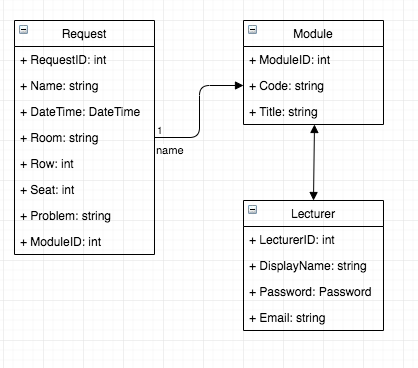 Request
+ RequestID: int
+ Name: string
+ DateTime: DateTime
+ Room: string
+ Row: int
+ Seat: int
+ Problem: string
+ ModuleID: int
1
name
Module
+ ModuleID: int
+ Code: string
+ Title: string
Lecturer
+ LecturerID: int
+ DisplayName: string
+ Password: Password
+ Email: string